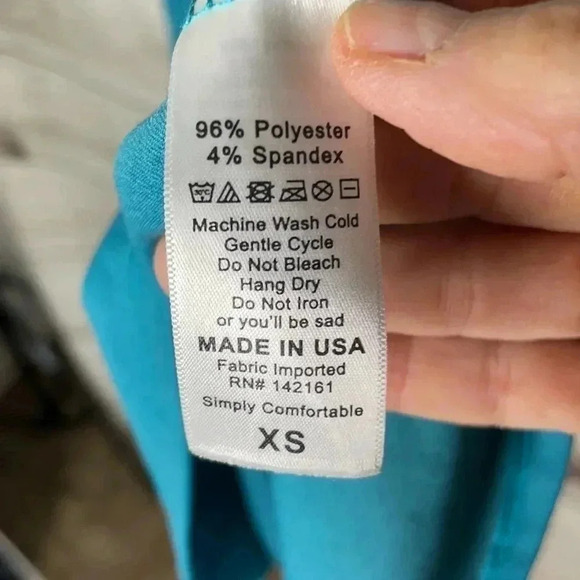 96% Polyester
4% Spandex
30°C
Machine Wash Cold
Gentle Cycle
Do Not Bleach
Hang Dry
Do Not Iron
or you'll be sad
MADE IN USA
Fabric Imported
RN# 142161
Simply Comfortable
XS